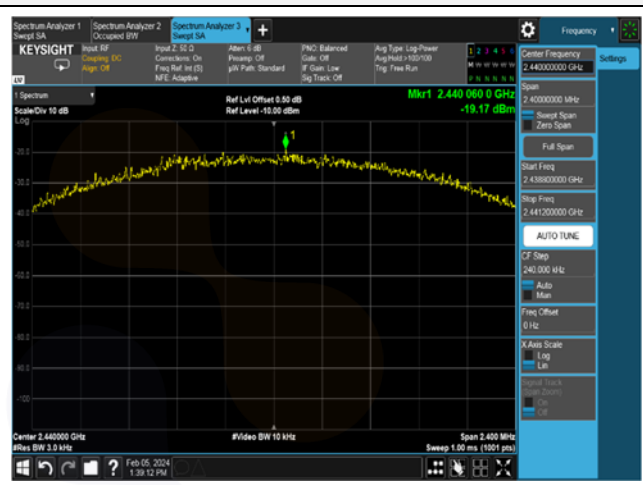 Spectrum Analyzer 1
Swept SA
Spectrum Analyzer 2
Occupied BW
Spectrum Analyzer 3
Swept SA
+
Frequency
KEYSIGHT
Input: RF
Coupling: DC
Align: Off
Input Z: 50 Ω
Corrections: On
Freq Ref: Int (S)
NFE: Adaptive
Atten: 6 dB
Preamp: Off
µW Path: Standard
PNO: Balanced
Gate: Off
IF Gain: Low
Sig Track: Off
Avg Type: Log-Power
Avg|Hold:>100/100
Trig: Free Run
1 2 3 4 5 6
M W W W W W
P N N N N N
1 Spectrum
Scale/Div 10 dB
Log
Ref Lvl Offset 0.50 dB
Ref Level -10.00 dBm
Mkr1 2.440 060 0 GHz
-19.17 dBm
1
-20.0
-30.0
-40.0
-50.0
-60.0
-70.0
-80.0
-90.0
-100
Center 2.440000 GHz
#Res BW 3.0 kHz
#Video BW 10 kHz
Span 2.400 MHz
Sweep 1.00 ms (1001 pts)
Feb 05, 2024
1:39:12 PM
Center Frequency
2.440000000 GHz
Settings
Span
2.40000000 MHz
Swept Span
Zero Span
Full Span
Start Freq
2.438800000 GHz
Stop Freq
2.441200000 GHz
AUTO TUNE
CF Step
240.000 kHz
Auto
Man
Freq Offset
0 Hz
X Axis Scale
Log
Lin
Signal Track
(Span Zoom)
On
Off